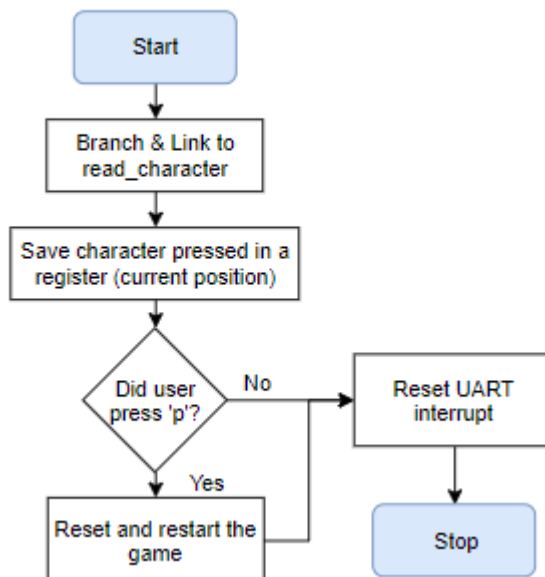 Start
Branch & Link to
read_character
Save character pressed in a
register (current position)
Did user
press 'p'?
No
Reset UART
interrupt
Yes
Reset and restart the
game
Stop